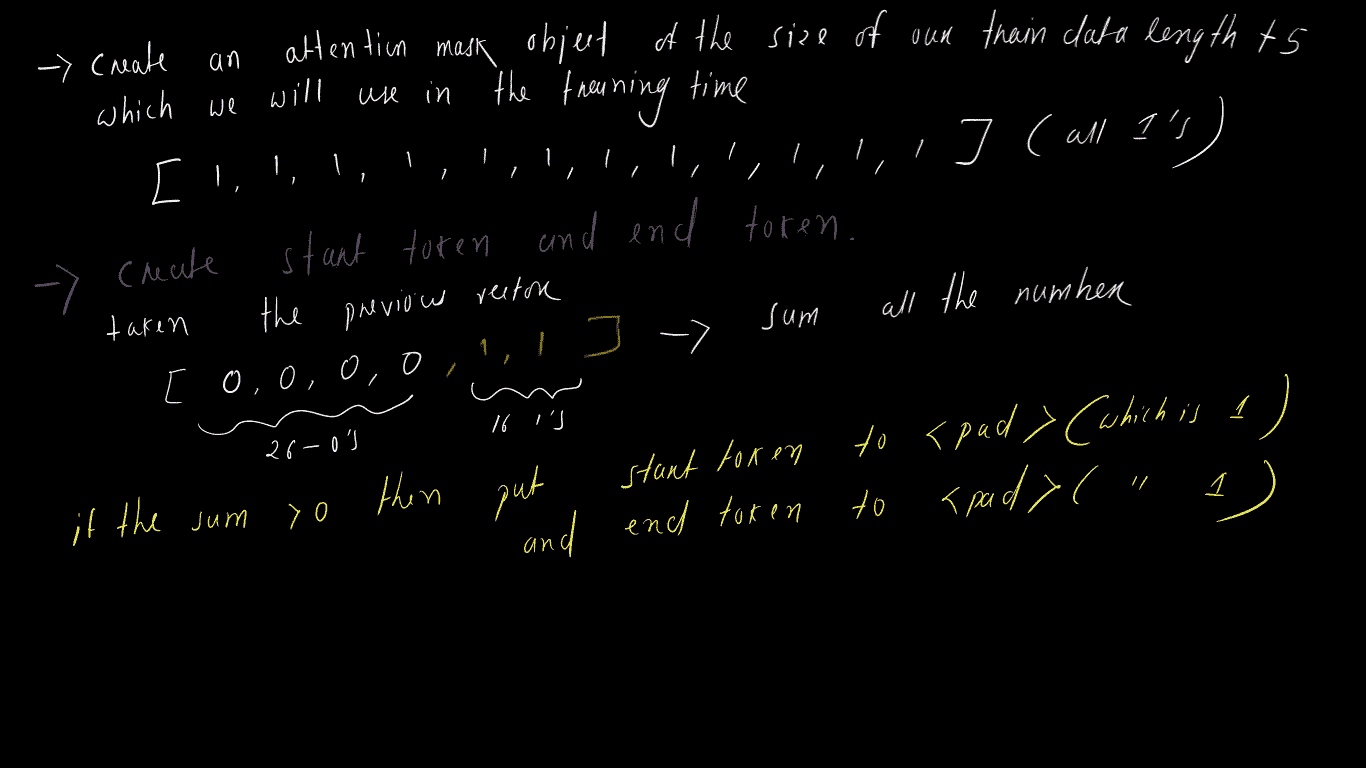 → create an attention mask object of the size of our train data length +5
which we will use in the training time
[ 1, 1, 1, 1, 1, 1, 1, 1, 1, 1, 1, 1 ] (all 1's)
→ create start token and end token.
taken the previous vector
[ 0, 0, 0, 0, 1, 1 ] → sum all the number
26-0's 16 1's
if the sum > 0 then put start token to <pad> (which is 1)
and end token to <pad> ( " 1 )